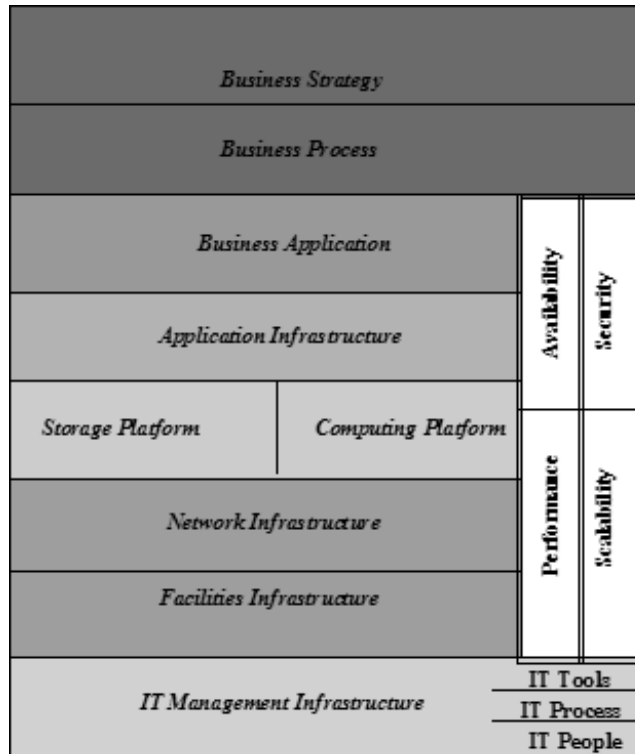 Business Strategy
Business Process
Business Application
Application Infrastructure
Availability
Security
Storage Platform
Computing Platform
Performance
Scalability
Network Infrastructure
Facilities Infrastructure
IT Management Infrastructure
IT Tools
IT Process
IT People